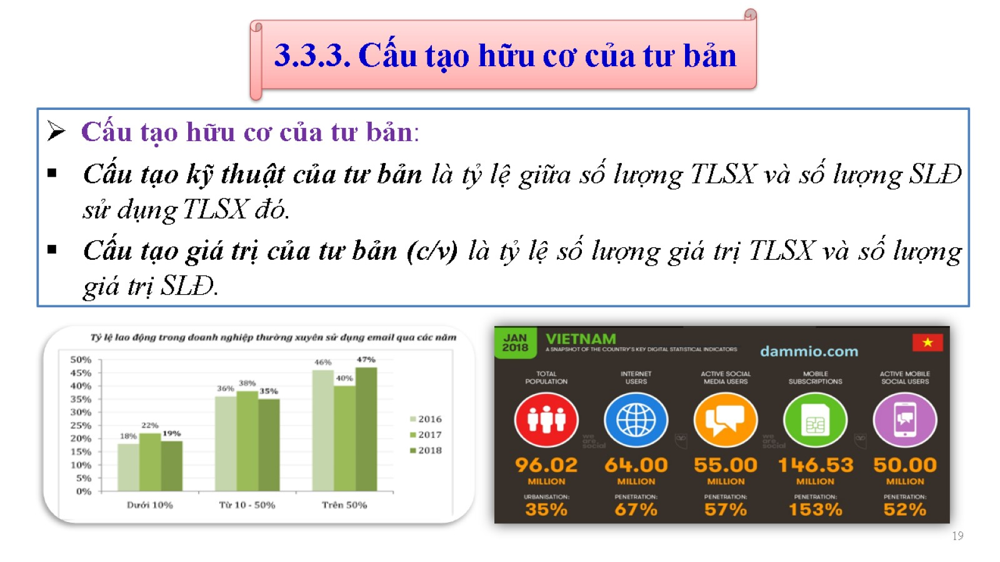 3.3.3. Cấu tạo hữu cơ của tư bản
Cấu tạo hữu cơ của tư bản:
Cấu tạo kỹ thuật của tư bản là tỷ lệ giữa số lượng TLSX và số lượng SLĐ
sử dụng TLSX đó.
Cấu tạo giá trị của tư bản (c/v) là tỷ lệ số lượng giá trị TLSX và số lượng
giá trị SLĐ.
Tỷ lệ lao động trong doanh nghiệp thường xuyên sử dụng email qua các năm
50%
45%
40%
35%
30%
25%
20%
15%
10%
5%
0%
18%
22%
19%
36%
38%
35%
46%
40%
47%
Dưới 10%
Từ 10 - 50%
Trên 50%
2016
2017
2018
JAN
2018
VIETNAM
A SNAPSHOT OF THE COUNTRY'S KEY DIGITAL STATISTICAL INDICATORS
dammio.com
TOTAL
POPULATION
INTERNET
USERS
ACTIVE SOCIAL
MEDIA USERS
MOBILE
SUBSCRIPTIONS
ACTIVE MOBILE
SOCIAL USERS
we
are
social
we
are
social
96.02
MILLION
URBANISATION:
35%
64.00
MILLION
PENETRATION:
67%
55.00
MILLION
PENETRATION:
57%
146.53
MILLION
PENETRATION:
153%
50.00
MILLION
PENETRATION:
52%
19